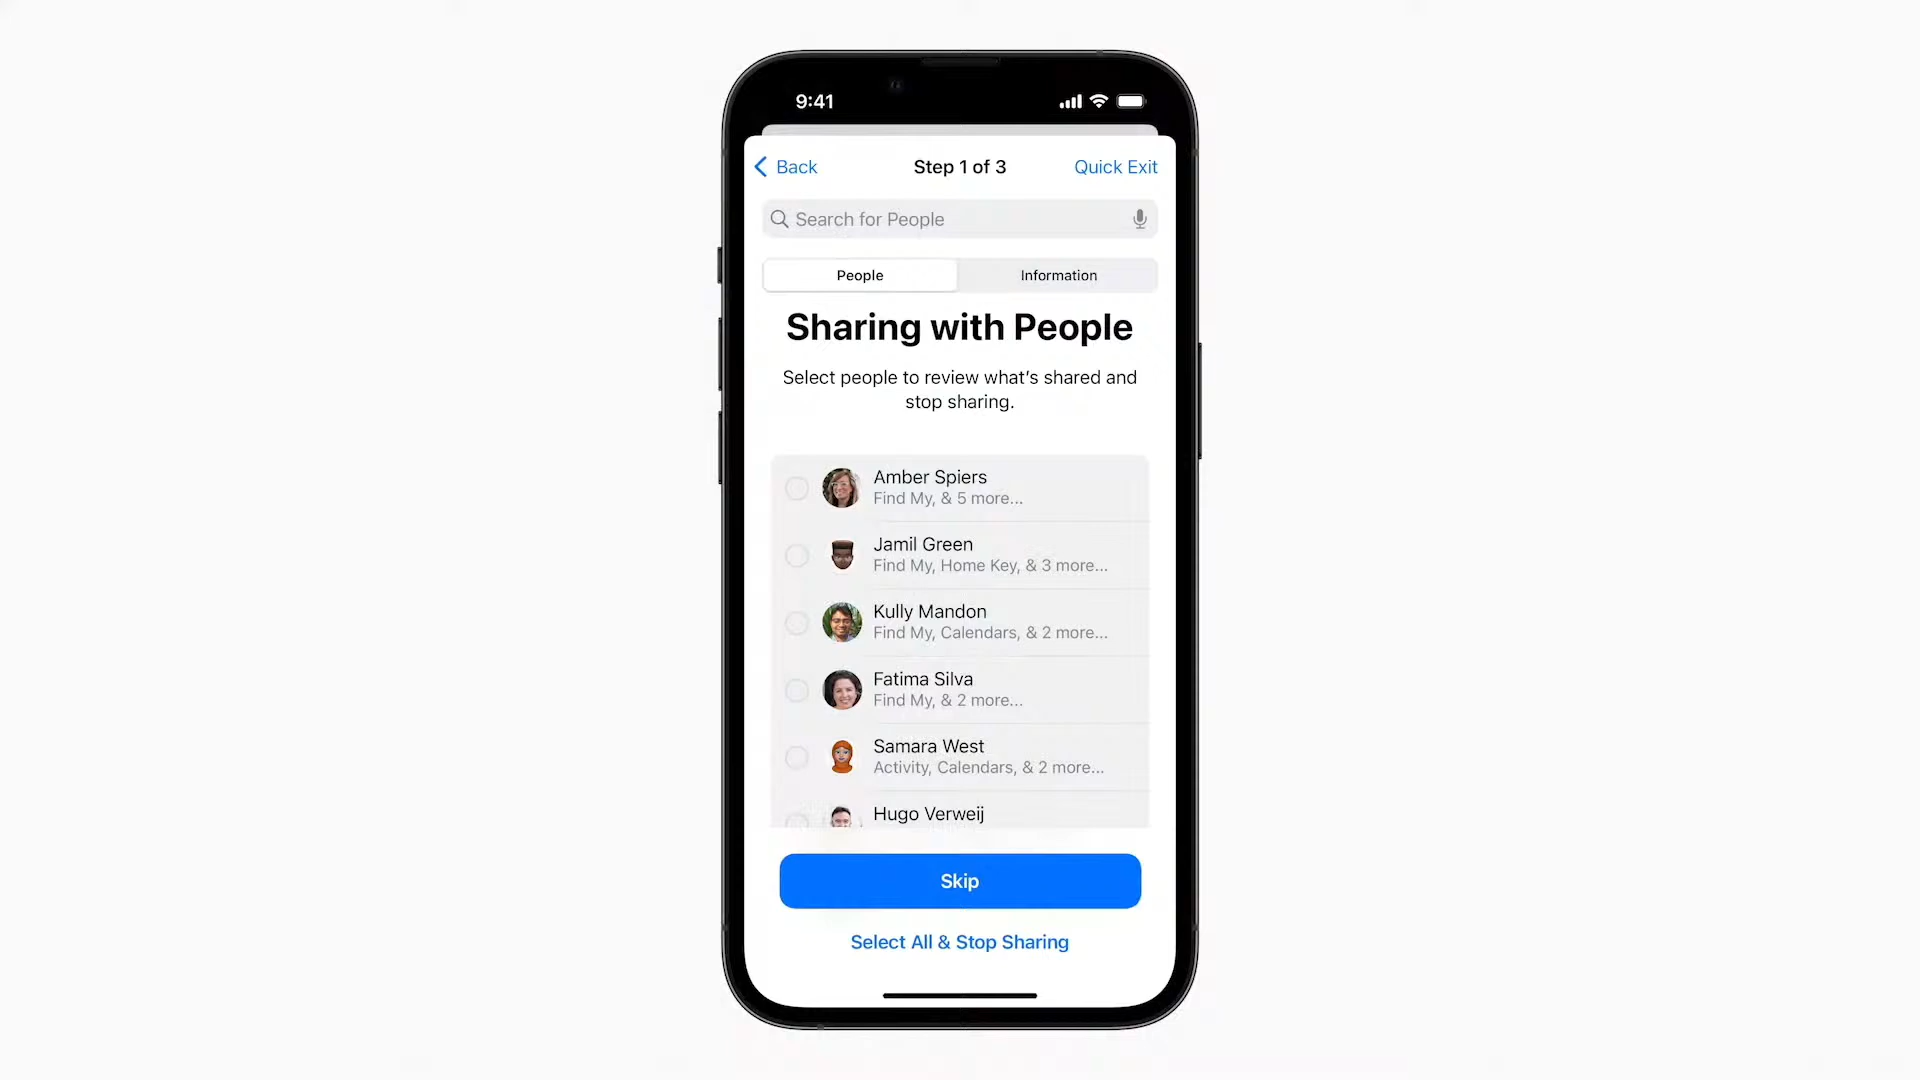 9:41
Back
Step 1 of 3
Quick Exit
Search for People
People
Information
Sharing with People
Select people to review what’s shared and
stop sharing.
Amber Spiers
Find My, & 5 more...
Jamil Green
Find My, Home Key, & 3 more...
Kully Mandon
Find My, Calendars, & 2 more...
Fatima Silva
Find My, & 2 more...
Samara West
Activity, Calendars, & 2 more...
Hugo Verweij
Skip
Select All & Stop Sharing